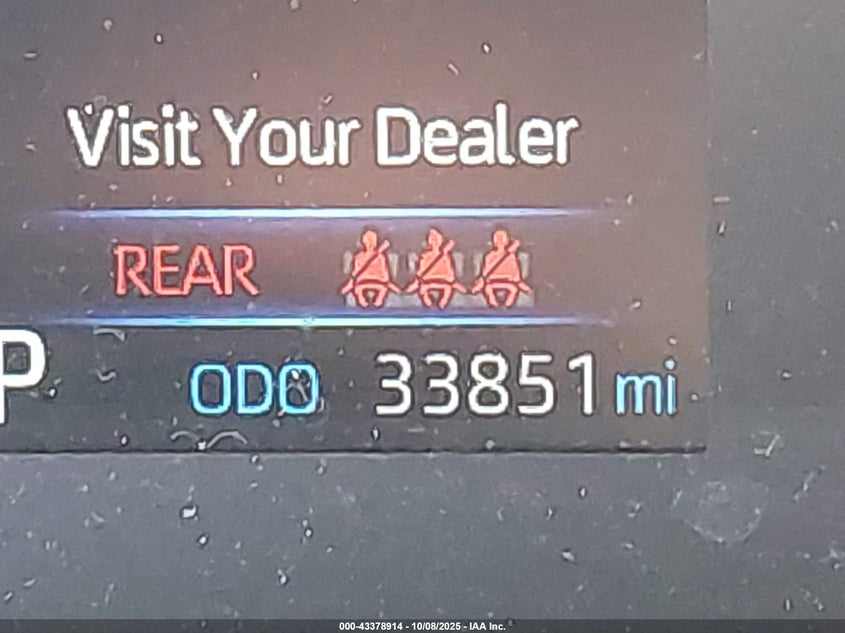 Visit Your Dealer
REAR
P
ODO 33851 mi
000-43378914 - 10/08/2025 - IAA Inc.